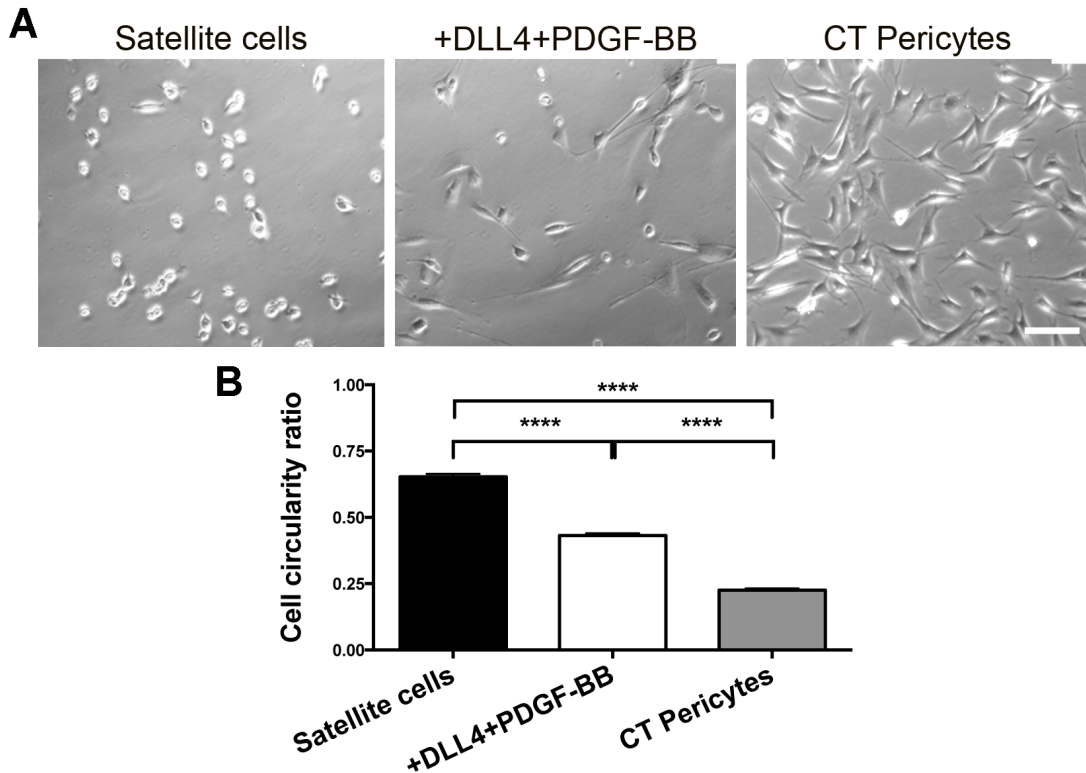 A
Satellite cells
+DLL4+PDGF-BB
CT Pericytes
B
Cell circularity ratio
1.00
0.75
0.50
0.25
0.00
****
****
****
Satellite cells
+DLL4+PDGF-BB
CT Pericytes